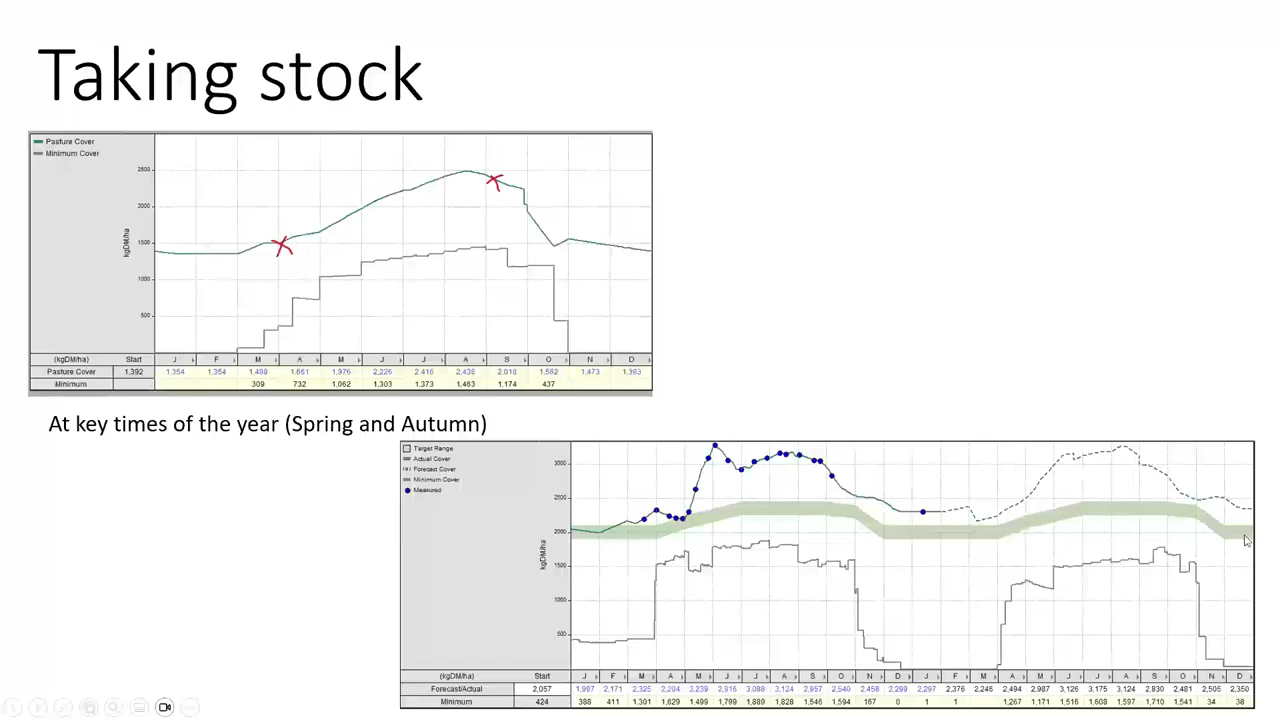 Taking stock
Pasture Cover
Minimum Cover
2500
2000
1500
1000
500
kgDM/ha
(kgDM/ha) Start J F M A M J J A S O N D
Pasture Cover 1,392 1,354 1,354 1,498 1,661 1,976 2,226 2,416 2,438 2,018 1,562 1,473 1,393
Minimum 309 732 1,062 1,303 1,373 1,463 1,174 437
At key times of the year (Spring and Autumn)
Target Range
Actual Cover
Forecast Cover
Minimum Cover
Measured
3000
2500
2000
1500
1000
500
kgDM/ha
(kgDM/ha) Start J F M A M J J A S O N D J F M A M J J A S O N D
Forecast/Actual 2,057 1,997 2,171 2,325 2,204 3,239 2,916 3,088 3,124 2,957 2,540 2,458 2,299 2,297 2,376 2,246 2,494 2,987 3,126 3,175 3,124 2,830 2,481 2,505 2,350
Minimum 424 388 411 1,301 1,629 1,499 1,799 1,889 1,828 1,546 1,594 167 0 1 1 1,267 1,171 1,516 1,608 1,597 1,710 1,541 34 38